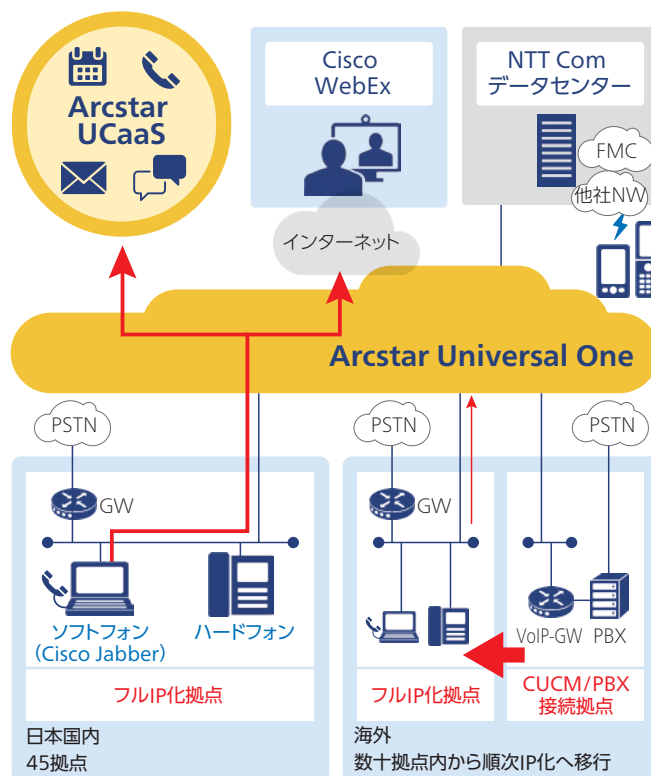 Arcstar
UCaaS
Cisco
WebEx
NTT Com
データセンター
FMC
他社NW
インターネット
Arcstar Universal One
PSTN
PSTN
PSTN
GW
GW
ソフトフォン
(Cisco Jabber)
ハードフォン
VoIP-GW
PBX
フルIP化拠点
フルIP化拠点
CUCM/PBX
接続拠点
日本国内
45拠点
海外
数十拠点内から順次IP化へ移行